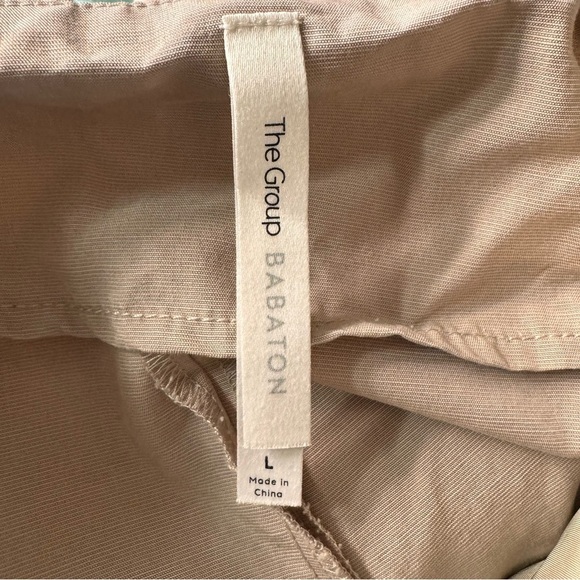 The Group BABATON
L
Made in
China